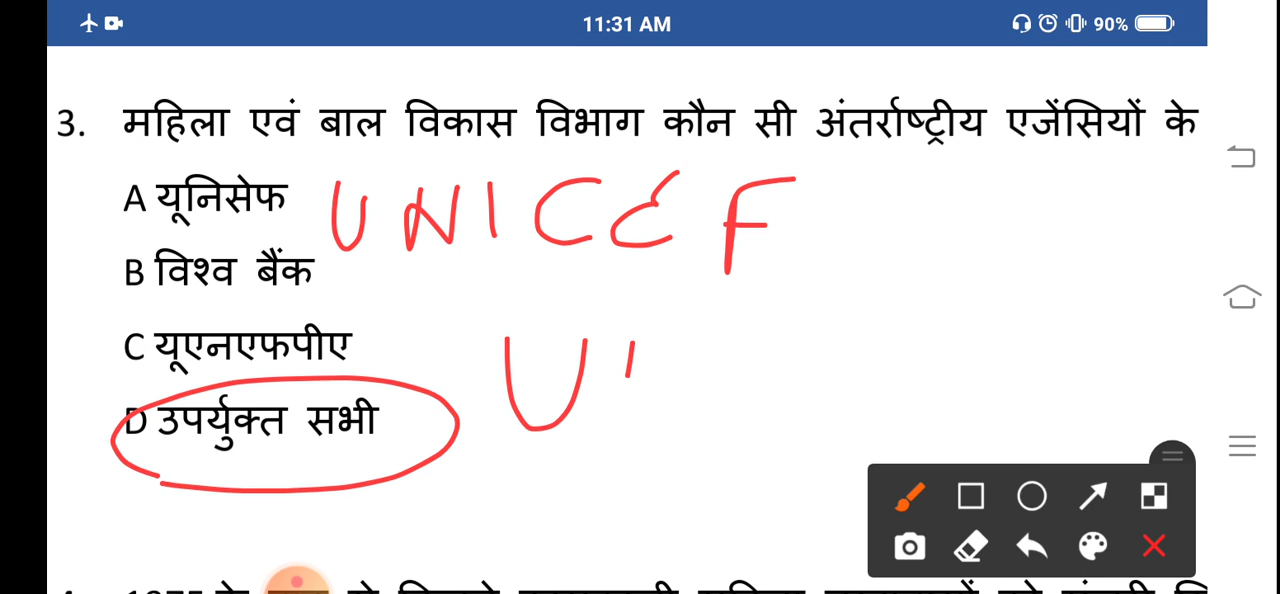 11:31 AM 90%
3. महिला एवं बाल विकास विभाग कौन सी अंतर्राष्ट्रीय एजेंसियों के
A यूनिसेफ UNICEF
B विश्व बैंक
C यूएनएफपीए U
D उपर्युक्त सभी